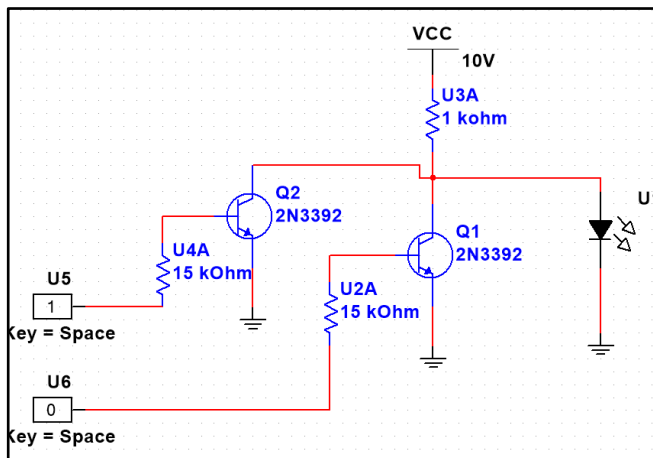 VCC
10V
U3A
1 kohm
Q2
2N3392
Q1
2N3392
U4A
15 kOhm
U2A
15 kOhm
U5
1
Key = Space
U6
0
Key = Space